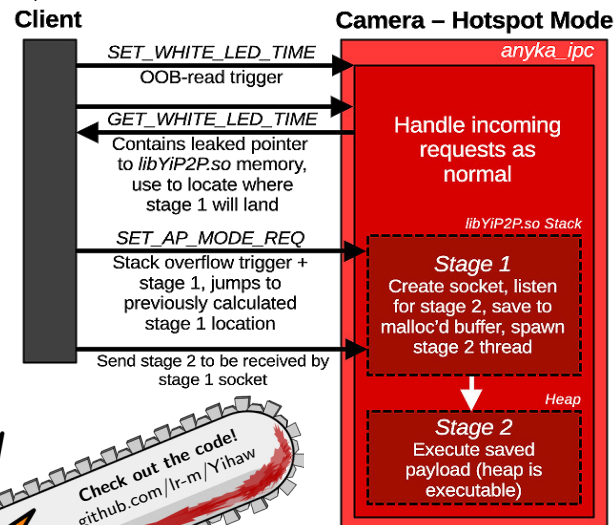 Client
Camera – Hotspot Mode
SET_WHITE_LED_TIME
OOB-read trigger
GET_WHITE_LED_TIME
Contains leaked pointer
to libYiP2P.so memory,
use to locate where
stage 1 will land
SET_AP_MODE_REQ
Stack overflow trigger +
stage 1, jumps to
previously calculated
stage 1 location
Send stage 2 to be received by
stage 1 socket
anyka_ipc
Handle incoming
requests as
normal
libYiP2P.so Stack
Stage 1
Create socket, listen
for stage 2, save to
malloc'd buffer, spawn
stage 2 thread
Heap
Stage 2
Execute saved
payload (heap is
executable)
Check out the code!
github.com/lr-m/Yihaw